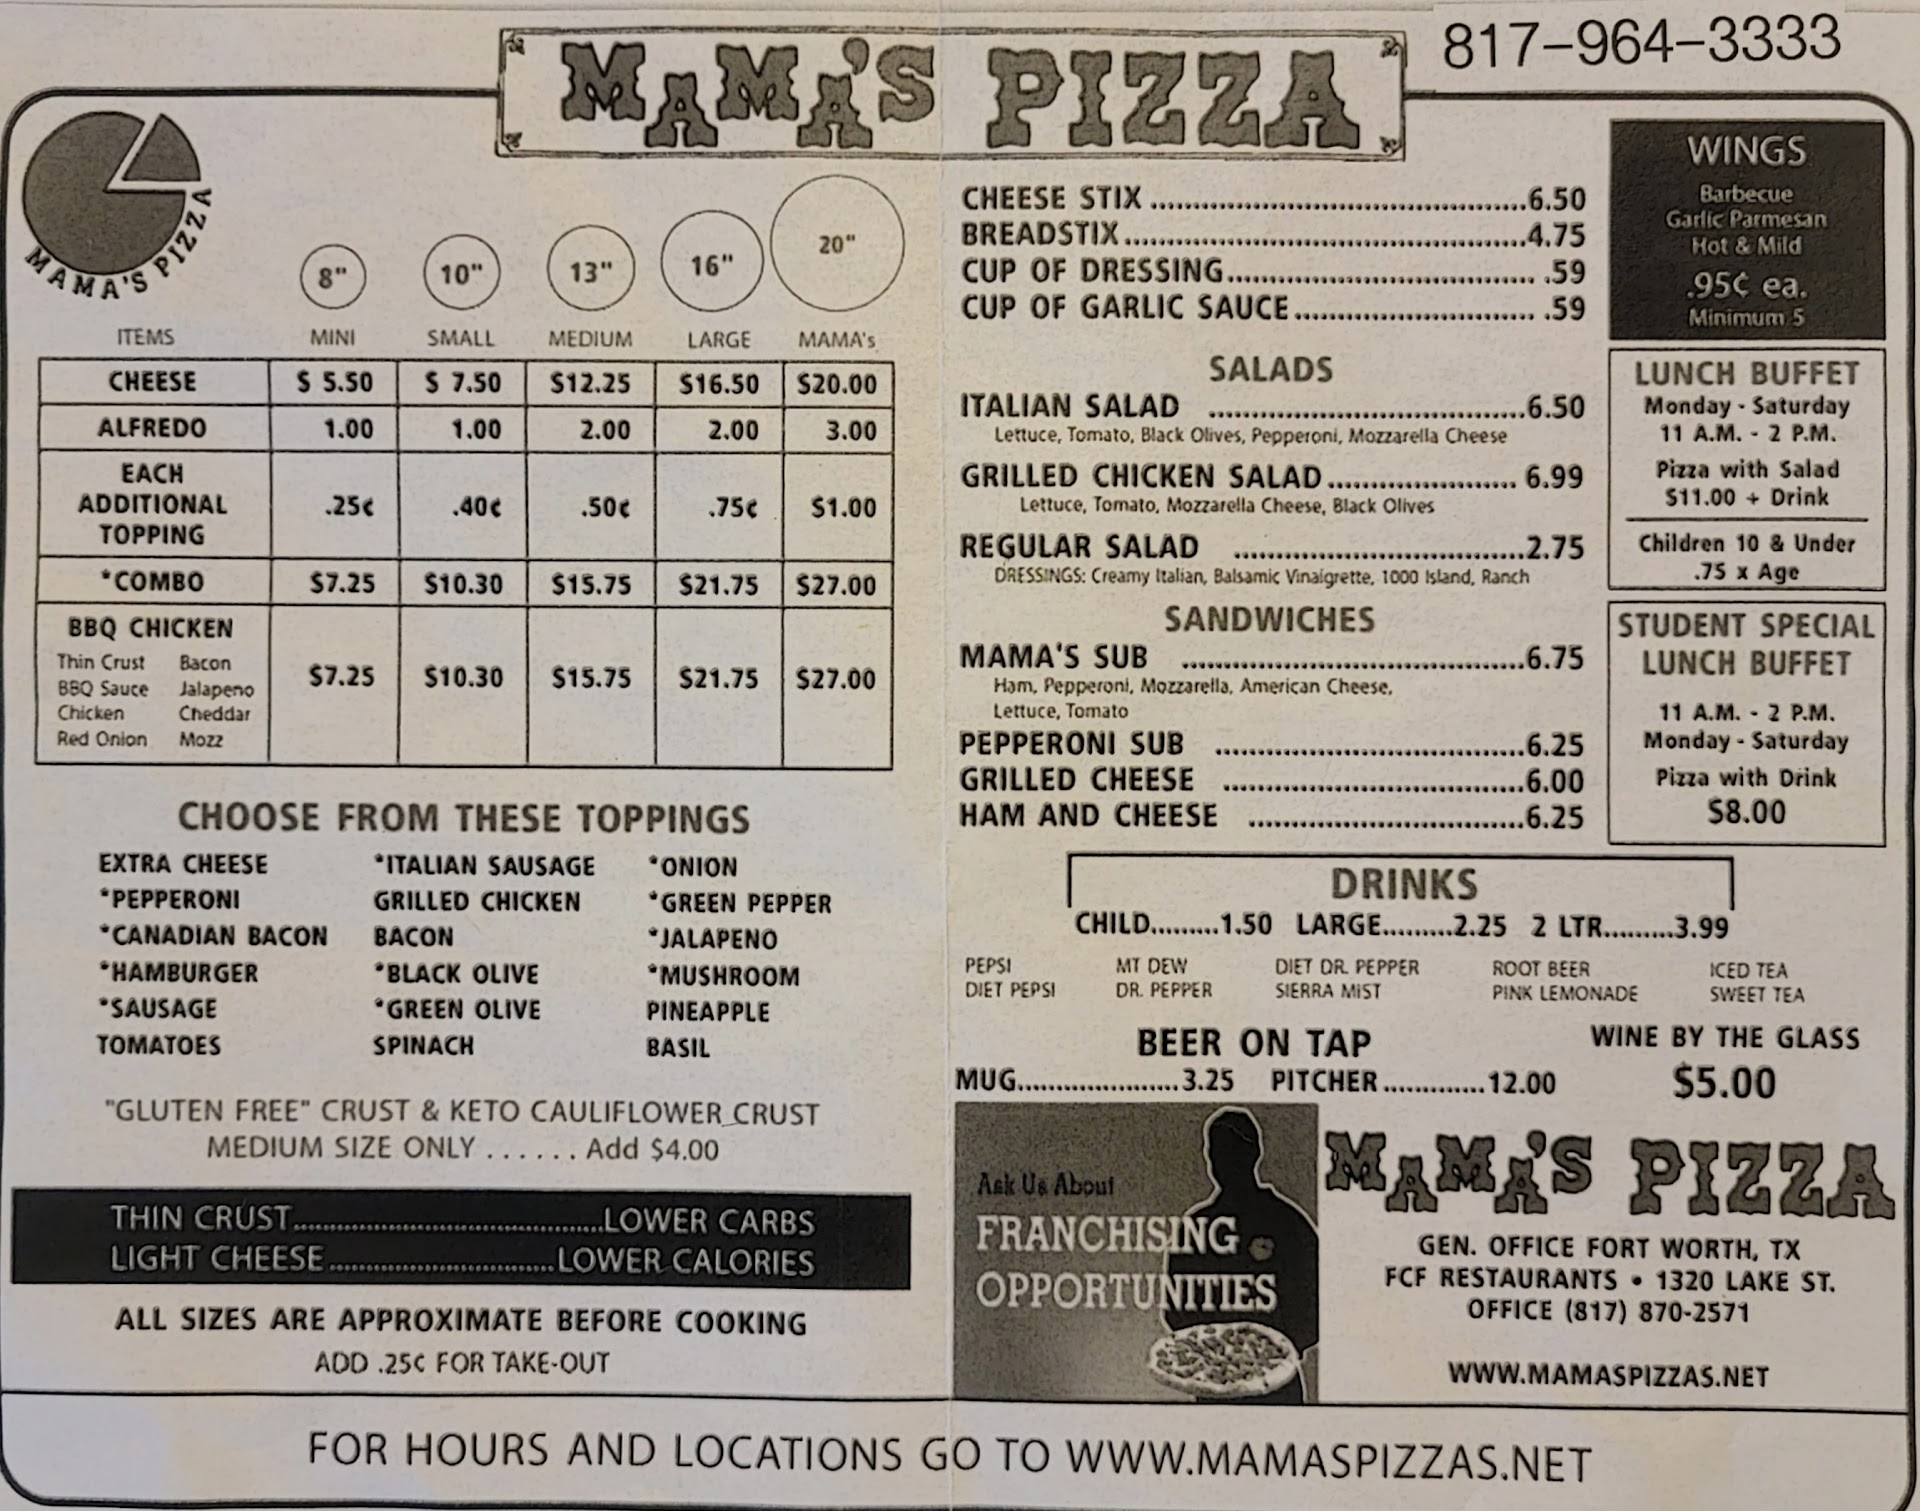 817-964-3333
MAMA'S PIZZA
MAMA'S PIZZA
8" 10" 13" 16" 20"
ITEMS MINI SMALL MEDIUM LARGE MAMA's
CHEESE $ 5.50 $ 7.50 $12.25 $16.50 $20.00
ALFREDO 1.00 1.00 2.00 2.00 3.00
EACH
ADDITIONAL
TOPPING
.25¢ .40¢ .50¢ .75¢ $1.00
*COMBO $7.25 $10.30 $15.75 $21.75 $27.00
BBQ CHICKEN
Thin Crust Bacon
BBQ Sauce Jalapeno
Chicken Cheddar
Red Onion Mozz
$7.25 $10.30 $15.75 $21.75 $27.00
CHOOSE FROM THESE TOPPINGS
EXTRA CHEESE *ITALIAN SAUSAGE *ONION
*PEPPERONI GRILLED CHICKEN *GREEN PEPPER
*CANADIAN BACON BACON *JALAPENO
*HAMBURGER *BLACK OLIVE *MUSHROOM
*SAUSAGE *GREEN OLIVE PINEAPPLE
TOMATOES SPINACH BASIL
"GLUTEN FREE" CRUST & KETO CAULIFLOWER CRUST
MEDIUM SIZE ONLY . . . . . . Add $4.00
THIN CRUST.......................................LOWER CARBS
LIGHT CHEESE............................LOWER CALORIES
ALL SIZES ARE APPROXIMATE BEFORE COOKING
ADD .25¢ FOR TAKE-OUT
CHEESE STIX...............................................6.50
BREADSTIX..................................................4.75
CUP OF DRESSING...................................... .59
CUP OF GARLIC SAUCE.............................. .59
SALADS
ITALIAN SALAD .......................................6.50
Lettuce, Tomato, Black Olives, Pepperoni, Mozzarella Cheese
GRILLED CHICKEN SALAD....................... 6.99
Lettuce, Tomato, Mozzarella Cheese, Black Olives
REGULAR SALAD ....................................2.75
DRESSINGS: Creamy Italian, Balsamic Vinaigrette, 1000 Island, Ranch
SANDWICHES
MAMA'S SUB ..........................................6.75
Ham, Pepperoni, Mozzarella, American Cheese,
Lettuce, Tomato
PEPPERONI SUB ......................................6.25
GRILLED CHEESE .....................................6.00
HAM AND CHEESE ..................................6.25
WINGS
Barbecue
Garlic Parmesan
Hot & Mild
.95¢ ea.
Minimum 5
LUNCH BUFFET
Monday - Saturday
11 A.M. - 2 P.M.
Pizza with Salad
$11.00 + Drink
Children 10 & Under
.75 x Age
STUDENT SPECIAL
LUNCH BUFFET
11 A.M. - 2 P.M.
Monday - Saturday
Pizza with Drink
$8.00
DRINKS
CHILD.........1.50 LARGE.........2.25 2 LTR.........3.99
PEPSI MT DEW DIET DR. PEPPER ROOT BEER ICED TEA
DIET PEPSI DR. PEPPER SIERRA MIST PINK LEMONADE SWEET TEA
BEER ON TAP
MUG.....................3.25 PITCHER.............12.00
WINE BY THE GLASS
$5.00
Ask Us About
FRANCHISING
OPPORTUNITIES
MAMA'S PIZZA
GEN. OFFICE FORT WORTH, TX
FCF RESTAURANTS • 1320 LAKE ST.
OFFICE (817) 870-2571
WWW.MAMASPIZZAS.NET
FOR HOURS AND LOCATIONS GO TO WWW.MAMASPIZZAS.NET